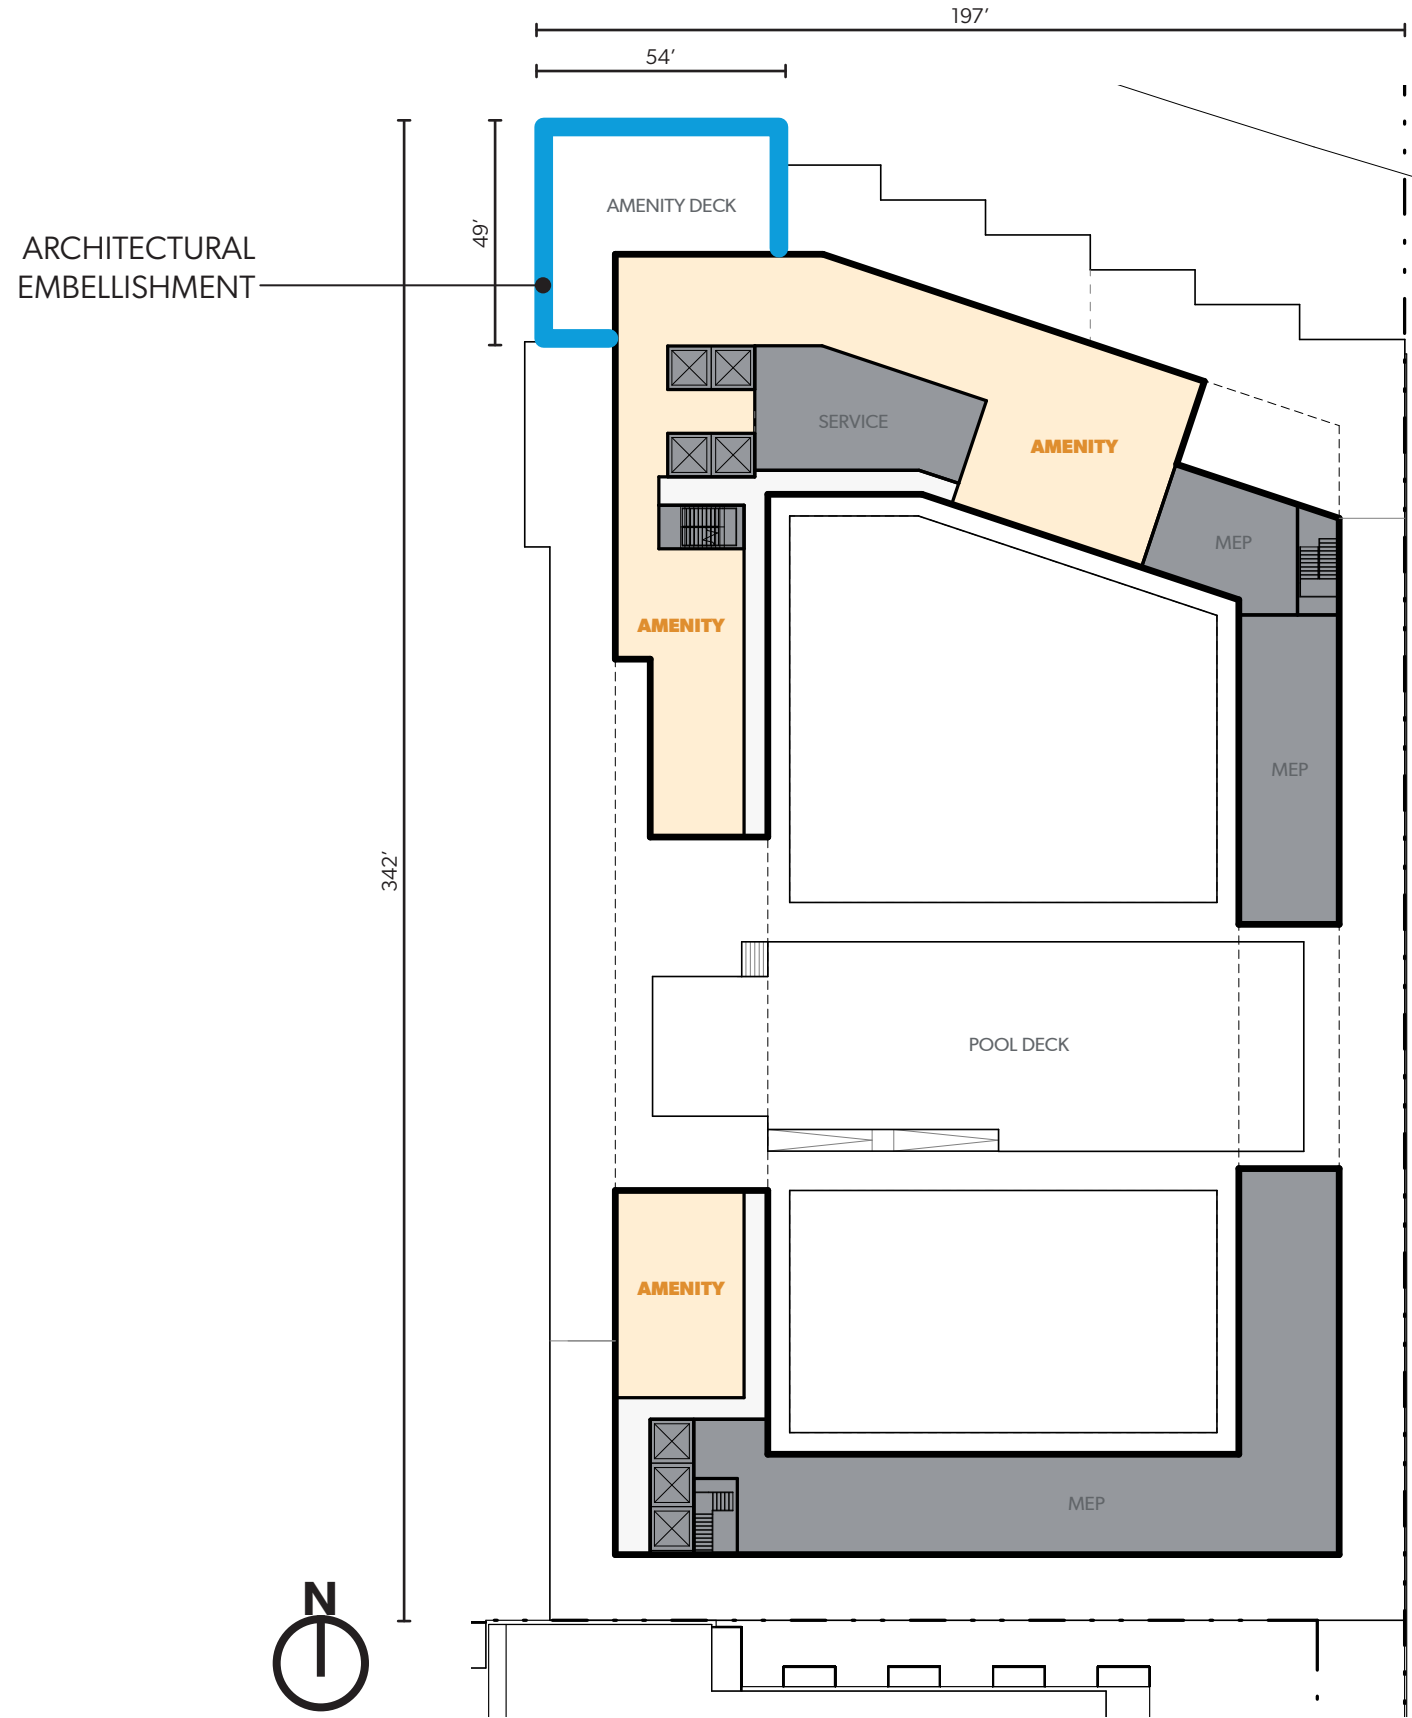 197'
54'
AMENITY DECK
49'
ARCHITECTURAL
EMBELLISHMENT
SERVICE
AMENITY
MEP
AMENITY
MEP
342'
POOL DECK
AMENITY
MEP
N